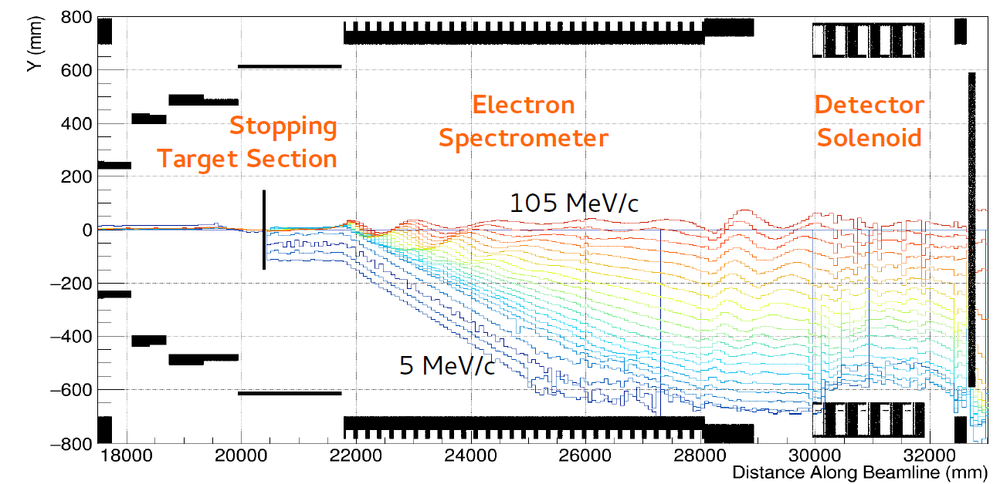 800
Y (mm)
600
400
200
0
−200
−400
−600
−800
Stopping
Target Section
Electron
Spectrometer
Detector
Solenoid
105 MeV/c
5 MeV/c
18000 20000 22000 24000 26000 28000 30000 32000
Distance Along Beamline (mm)